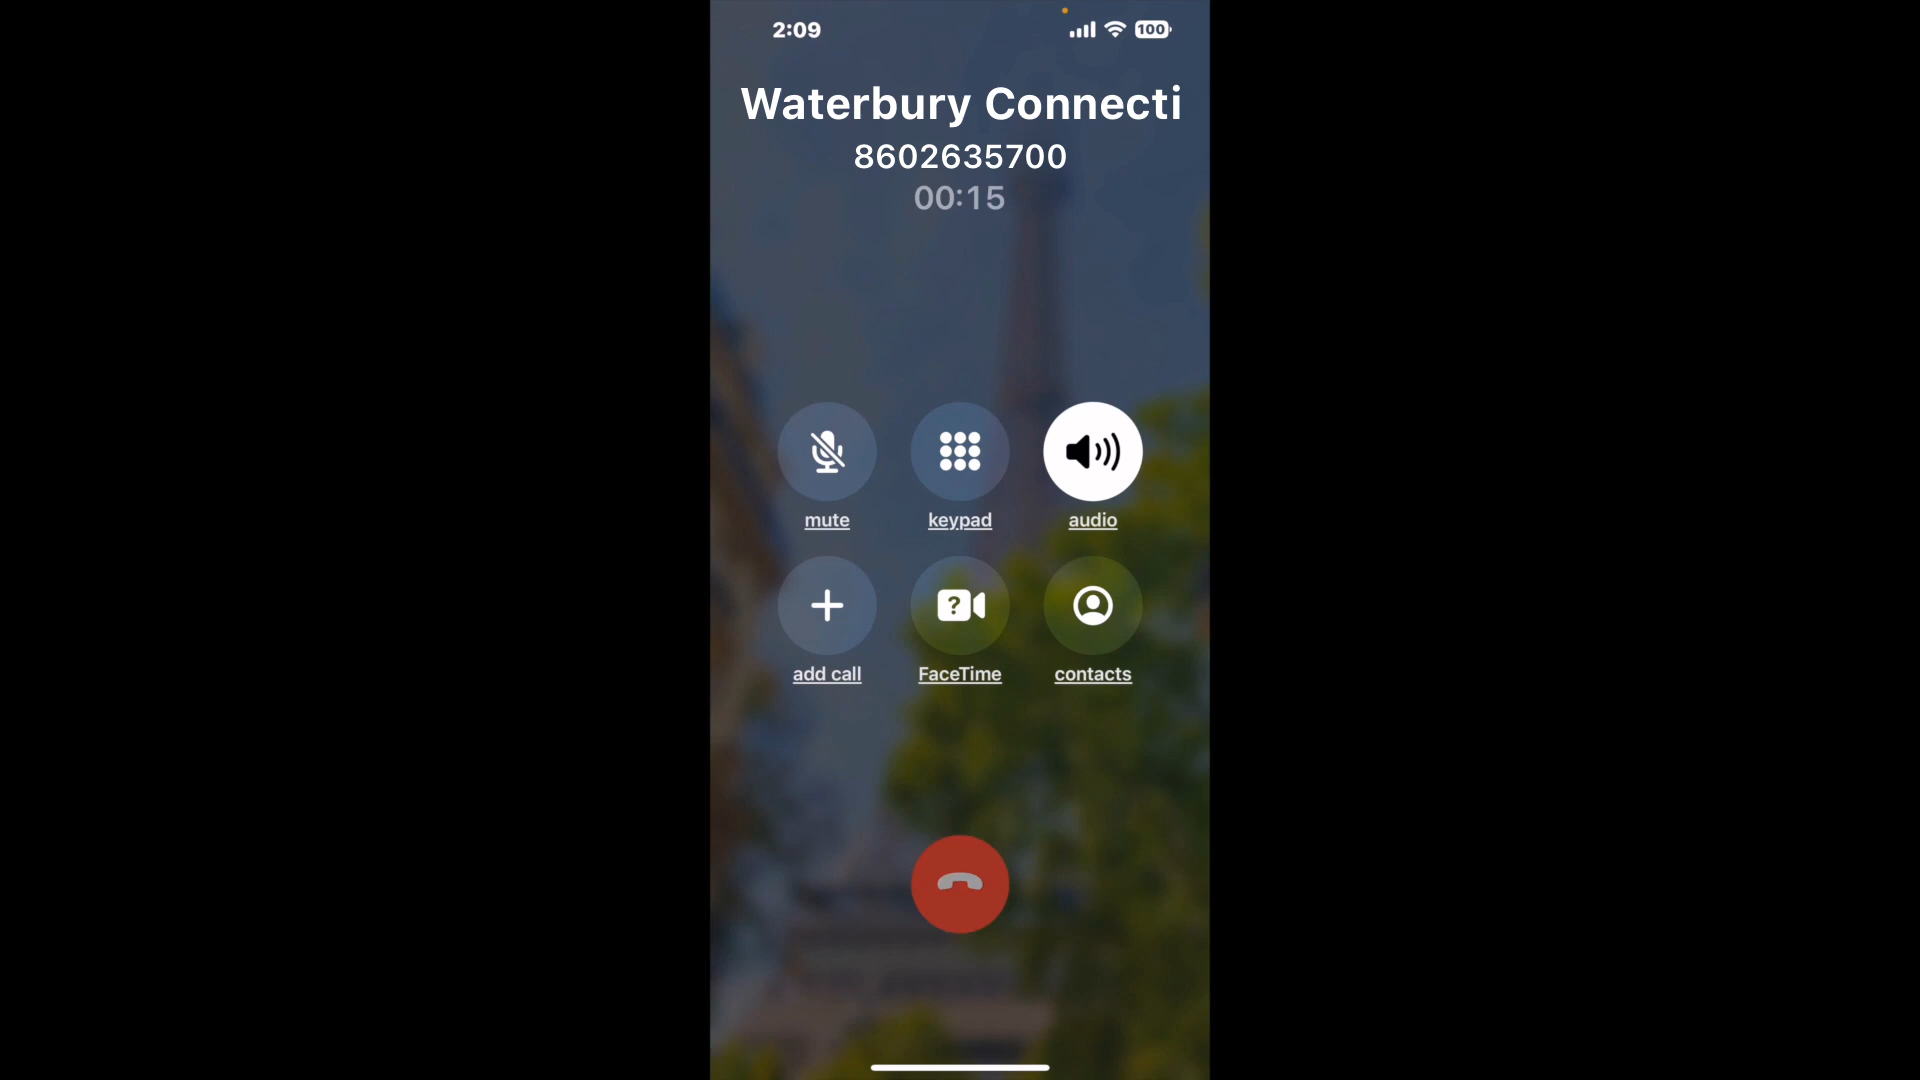 2:09
100
Waterbury Connecti
8602635700
00:15
mute
keypad
audio
?
add call
FaceTime
contacts